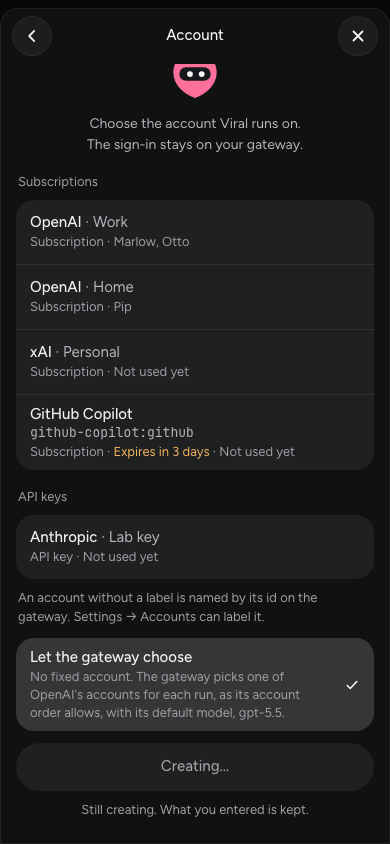 Account
Choose the account Viral runs on.
The sign-in stays on your gateway.
Subscriptions
OpenAI · Work
Subscription · Marlow, Otto
OpenAI · Home
Subscription · Pip
xAI · Personal
Subscription · Not used yet
GitHub Copilot
github-copilot:github
Subscription · Expires in 3 days · Not used yet
API keys
Anthropic · Lab key
API key · Not used yet
An account without a label is named by its id on the
gateway. Settings → Accounts can label it.
Let the gateway choose
No fixed account. The gateway picks one of
OpenAI's accounts for each run, as its account
order allows, with its default model, gpt-5.5.
Creating...
Still creating. What you entered is kept.